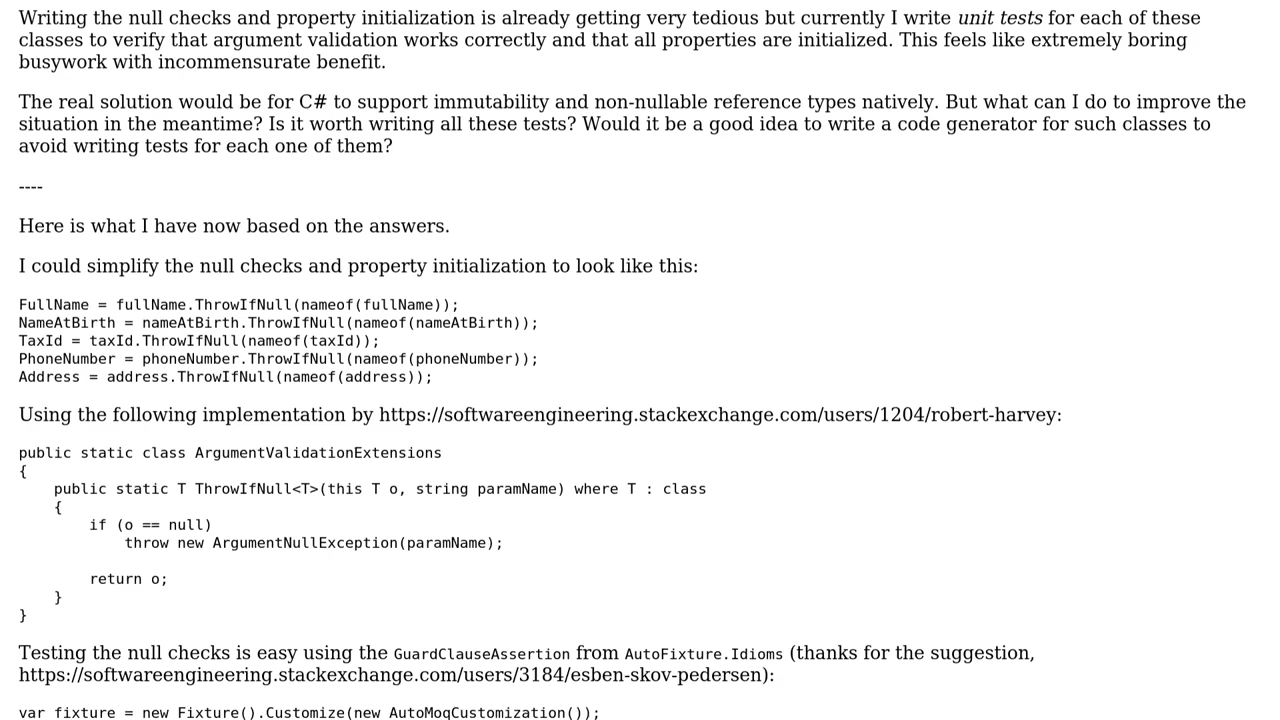 Writing the null checks and property initialization is already getting very tedious but currently I write unit tests for each of these
classes to verify that argument validation works correctly and that all properties are initialized. This feels like extremely boring
busywork with incommensurate benefit.
The real solution would be for C# to support immutability and non-nullable reference types natively. But what can I do to improve the
situation in the meantime? Is it worth writing all these tests? Would it be a good idea to write a code generator for such classes to
avoid writing tests for each one of them?
----
Here is what I have now based on the answers.
I could simplify the null checks and property initialization to look like this:
FullName = fullName.ThrowIfNull(nameof(fullName));
NameAtBirth = nameAtBirth.ThrowIfNull(nameof(nameAtBirth));
TaxId = taxId.ThrowIfNull(nameof(taxId));
PhoneNumber = phoneNumber.ThrowIfNull(nameof(phoneNumber));
Address = address.ThrowIfNull(nameof(address));
Using the following implementation by https://softwareengineering.stackexchange.com/users/1204/robert-harvey:
public static class ArgumentValidationExtensions
{
    public static T ThrowIfNull<T>(this T o, string paramName) where T : class
    {
        if (o == null)
            throw new ArgumentNullException(paramName);
        return o;
    }
}
Testing the null checks is easy using the GuardClauseAssertion from AutoFixture.Idioms (thanks for the suggestion,
https://softwareengineering.stackexchange.com/users/3184/esben-skov-pedersen):
var fixture = new Fixture().Customize(new AutoMoqCustomization());